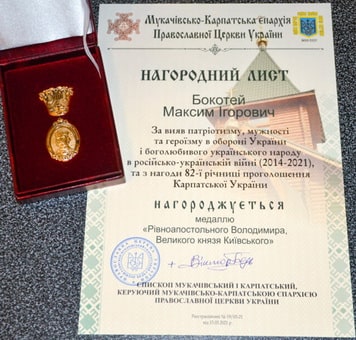 Мукачівсько-Карпатська Єпархія
Православної Церкви України
НАГОРОДНИЙ ЛИСТ
Бокотей
Максим Ігорович
За вияв патріотизму, мужності
та героїзму в обороні України
і боголюбивого українського народу
в російсько-українській війні (2014-2021),
та з нагоди 82-ї річниці проголошення
Карпатської України
НАГОРОДЖУЄТЬСЯ
медаллю
«Рівноапостольного Володимира,
Великого князя Київського»
ЄПИСКОП МУКАЧІВСЬКИЙ І КАРПАТСЬКИЙ,
КЕРУЮЧИЙ МУКАЧІВСЬКО-КАРПАТСЬКОЮ ЄПАРХІЄЮ
ПРАВОСЛАВНОЇ ЦЕРКВИ УКРАЇНИ